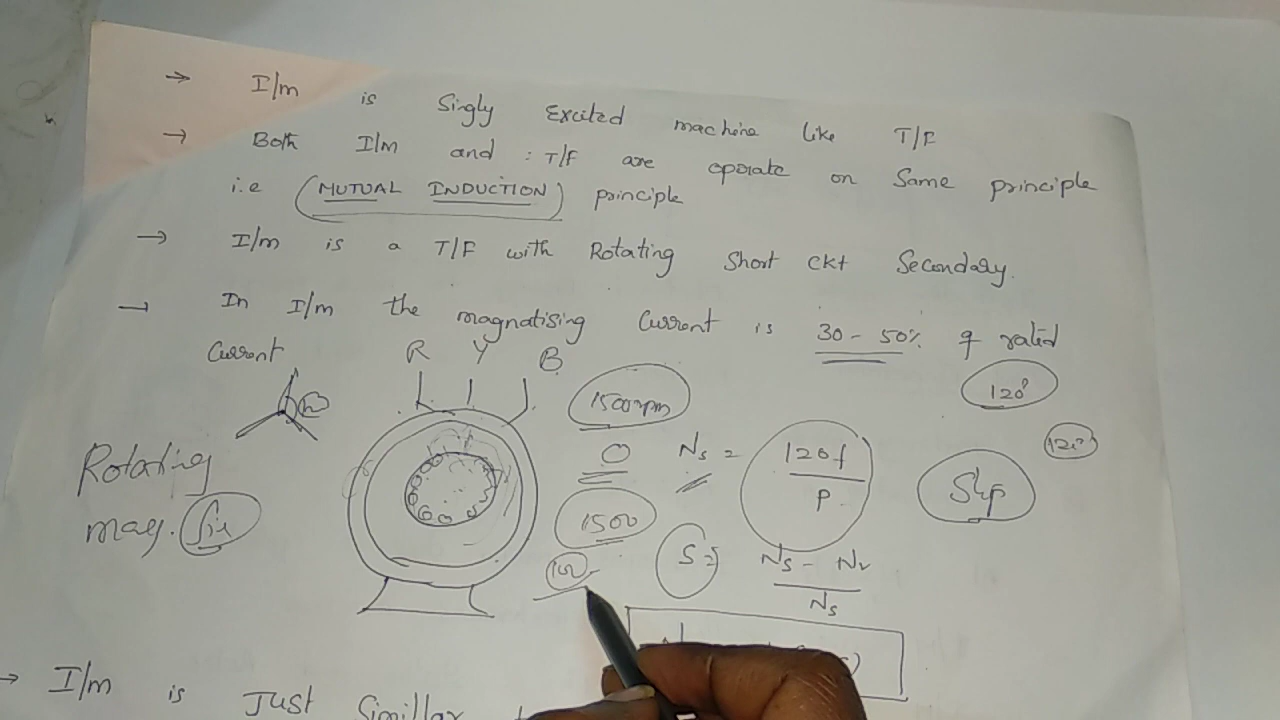 → I/m is Singly Excited machine like T/F
→ Both I/m and : T/F are operate on Same principle
i.e (MUTUAL INDUCTION) principle
→ I/m is a T/F with Rotating Short ckt Secondary.
→ In I/m the magnatising Current is 30 - 50% of rated
Current
R Y B
1500rpm
120°
Rotating
mag.
0
Ns = 120f / P
Slip
120
1500
S = Ns - Nr / Ns
→ I/m is Just Simillar